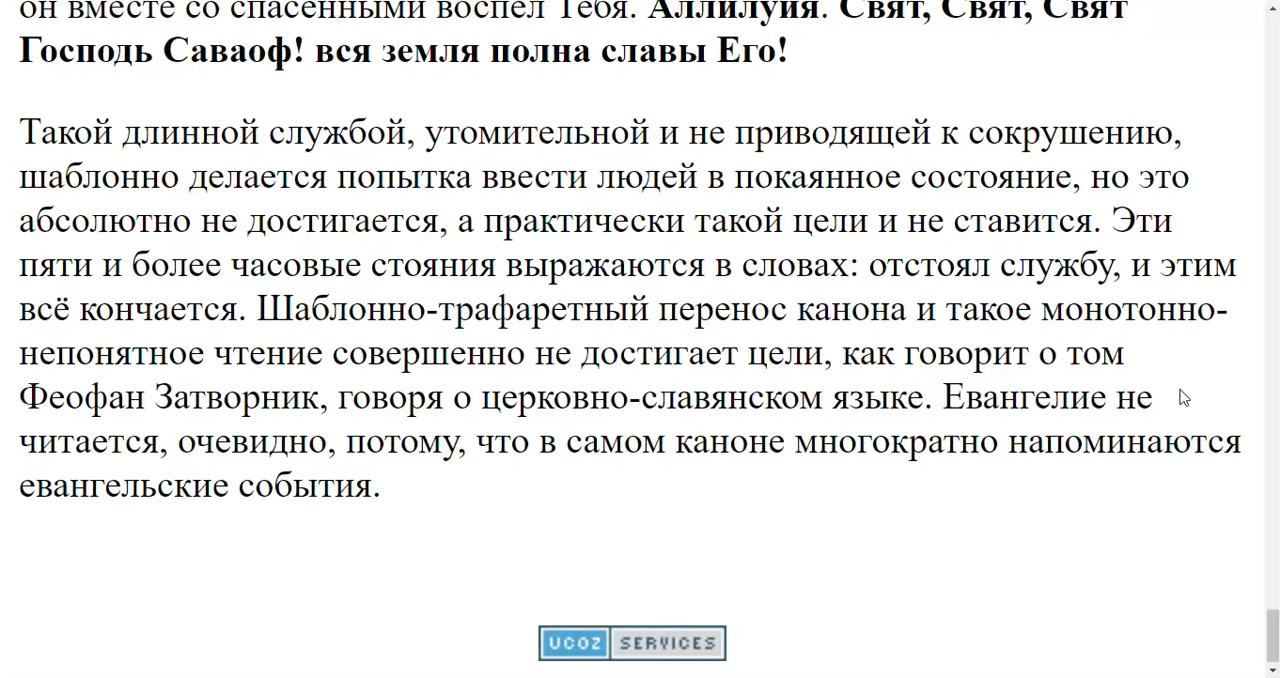 он вместе со спасенными воспел Тебя. Аллилуия. Свят, Свят, Свят
Господь Саваоф! вся земля полна славы Его!
Такой длинной службой, утомительной и не приводящей к сокрушению,
шаблонно делается попытка ввести людей в покаянное состояние, но это
абсолютно не достигается, а практически такой цели и не ставится. Эти
пяти и более часовые стояния выражаются в словах: отстоял службу, и этим
всё кончается. Шаблонно-трафаретный перенос канона и такое монотонно-
непонятное чтение совершенно не достигает цели, как говорит о том
Феофан Затворник, говоря о церковно-славянском языке. Евангелие не
читается, очевидно, потому, что в самом каноне многократно напоминаются
евангельские события.
UCOZ SERVICES